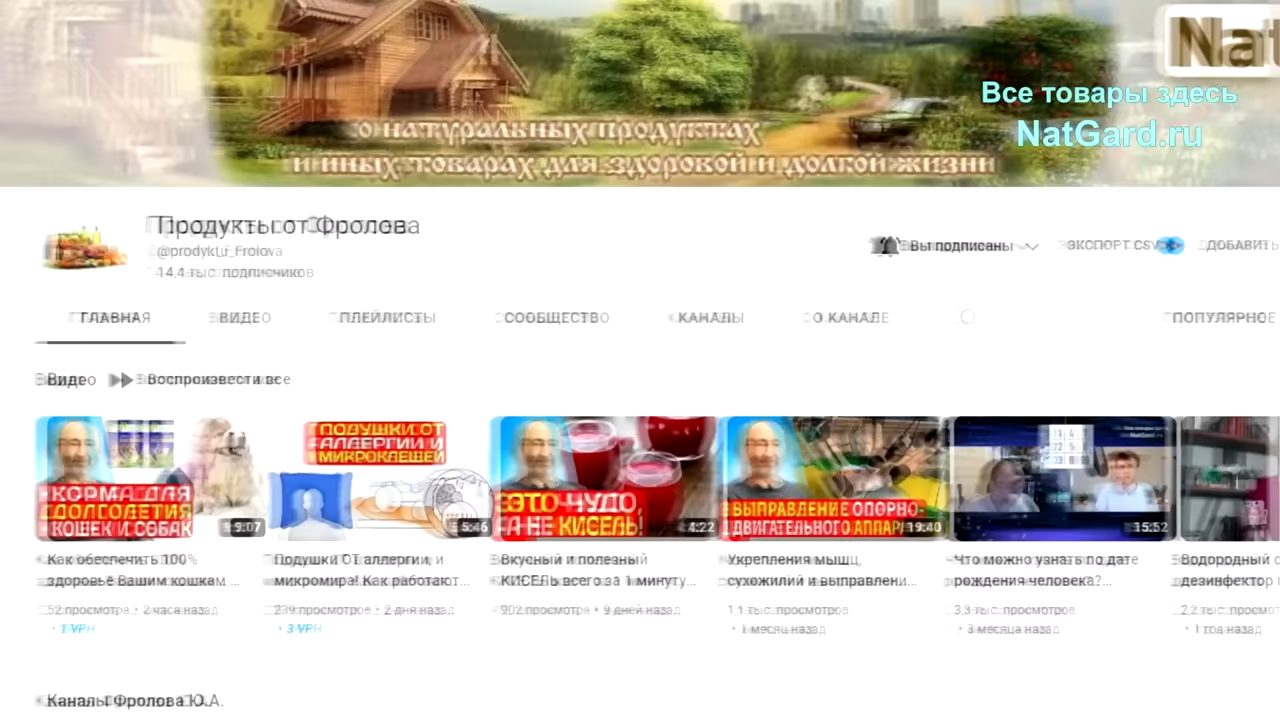 Nat
Все товары здесь
NatGard.ru
о натуральных продуктах
и иных товарах для здоровой и долгой жизни
Продукты от Фролова
14,4 тыс. подписчиков
Вы подписаны
ЭКСПОРТ CSV
ДОБАВИТЬ
ГЛАВНАЯ
ВИДЕО
ПЛЕЙЛИСТЫ
СООБЩЕСТВО
КАНАЛЫ
О КАНАЛЕ
ПОПУЛЯРНОЕ
Видео
Воспроизвести все
КОРМА ДЛЯ
ДОЛГОЛЕТИЯ
КОШЕК И СОБАК
9:07
ПОДУШКИ ОТ
АЛЛЕРГИИ И
МИКРОКЛЕЩЕЙ
5:46
ЭТО-ЧУДО,
А НЕ КИСЕЛЬ!
4:22
ВЫПРАВЛЕНИЕ ОПОРНО-
ДВИГАТЕЛЬНОГО АППАР
19:40
15:52
Как обеспечить 100%
здоровье Вашим кошка...
52 просмотра • 2 часа назад
Подушки ОТ аллергии, и
микромира! Как работают...
239 просмотров • 2 дня назад
• 3 VPH
Вкусный и полезный
КИСЕЛЬ всего за 1 минуту...
902 просмотра • 9 дней назад
Укрепления мышц,
сухожилий и выправлени...
1,1 тыс. просмотров
• 1 месяц назад
Что можно узнать по дате
рождения человека?...
3,3 тыс. просмотров
• 3 месяца назад
Водородный
дезинфектор
2,2 тыс. просмот
• 1 год назад
Каналы Фролова Ю.А.